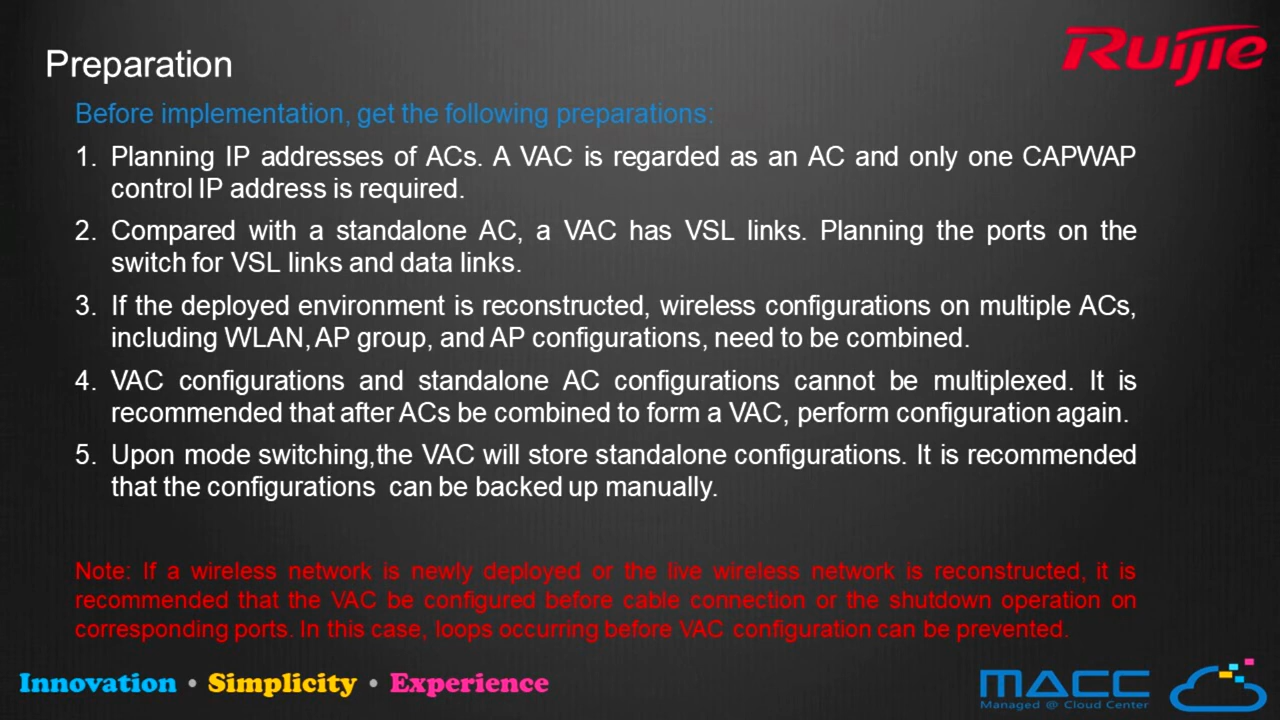 Preparation
Ruijie
Before implementation, get the following preparations:
1. Planning IP addresses of ACs. A VAC is regarded as an AC and only one CAPWAP
control IP address is required.
2. Compared with a standalone AC, a VAC has VSL links. Planning the ports on the
switch for VSL links and data links.
3. If the deployed environment is reconstructed, wireless configurations on multiple ACs,
including WLAN, AP group, and AP configurations, need to be combined.
4. VAC configurations and standalone AC configurations cannot be multiplexed. It is
recommended that after ACs be combined to form a VAC, perform configuration again.
5. Upon mode switching,the VAC will store standalone configurations. It is recommended
that the configurations can be backed up manually.
Note: If a wireless network is newly deployed or the live wireless network is reconstructed, it is
recommended that the VAC be configured before cable connection or the shutdown operation on
corresponding ports. In this case, loops occurring before VAC configuration can be prevented.
Innovation • Simplicity • Experience
MACC
Managed @ Cloud Center